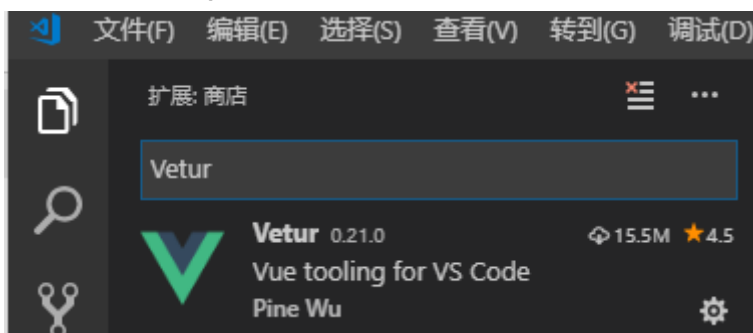 文件(F) 编辑(E) 选择(S) 查看(V) 转到(G) 调试(D)
扩展: 商店
Vetur
Vetur 0.21.0 15.5M ★4.5
Vue tooling for VS Code
Pine Wu